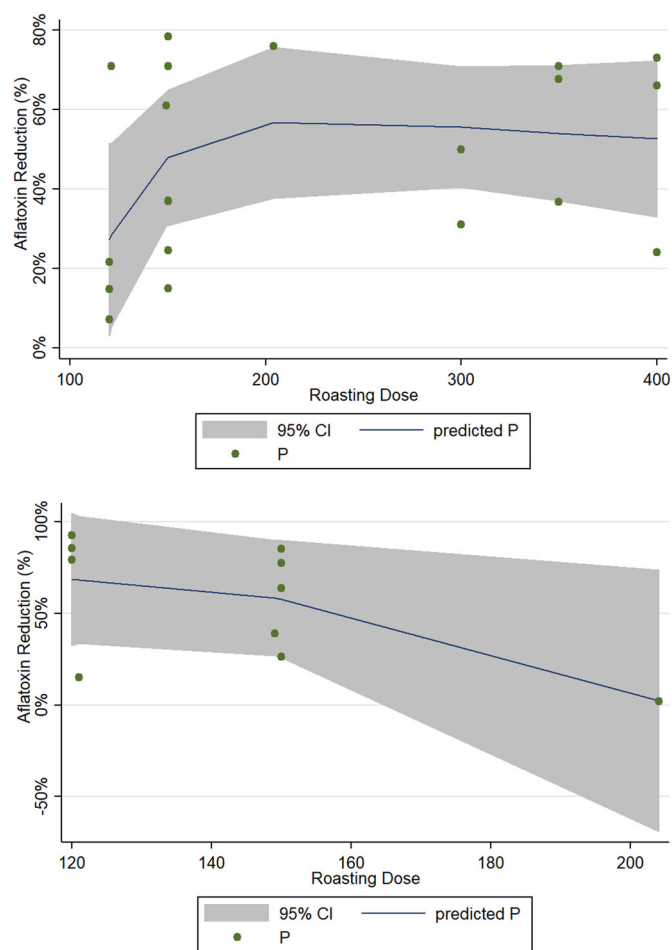 Aflatoxin Reduction (%)
80%
60%
40%
20%
0%
100 200 300 400
Roasting Dose
95% CI predicted P
P
Aflatoxin Reduction (%)
100%
50%
0%
-50%
120 140 160 180 200
Roasting Dose
95% CI predicted P
P